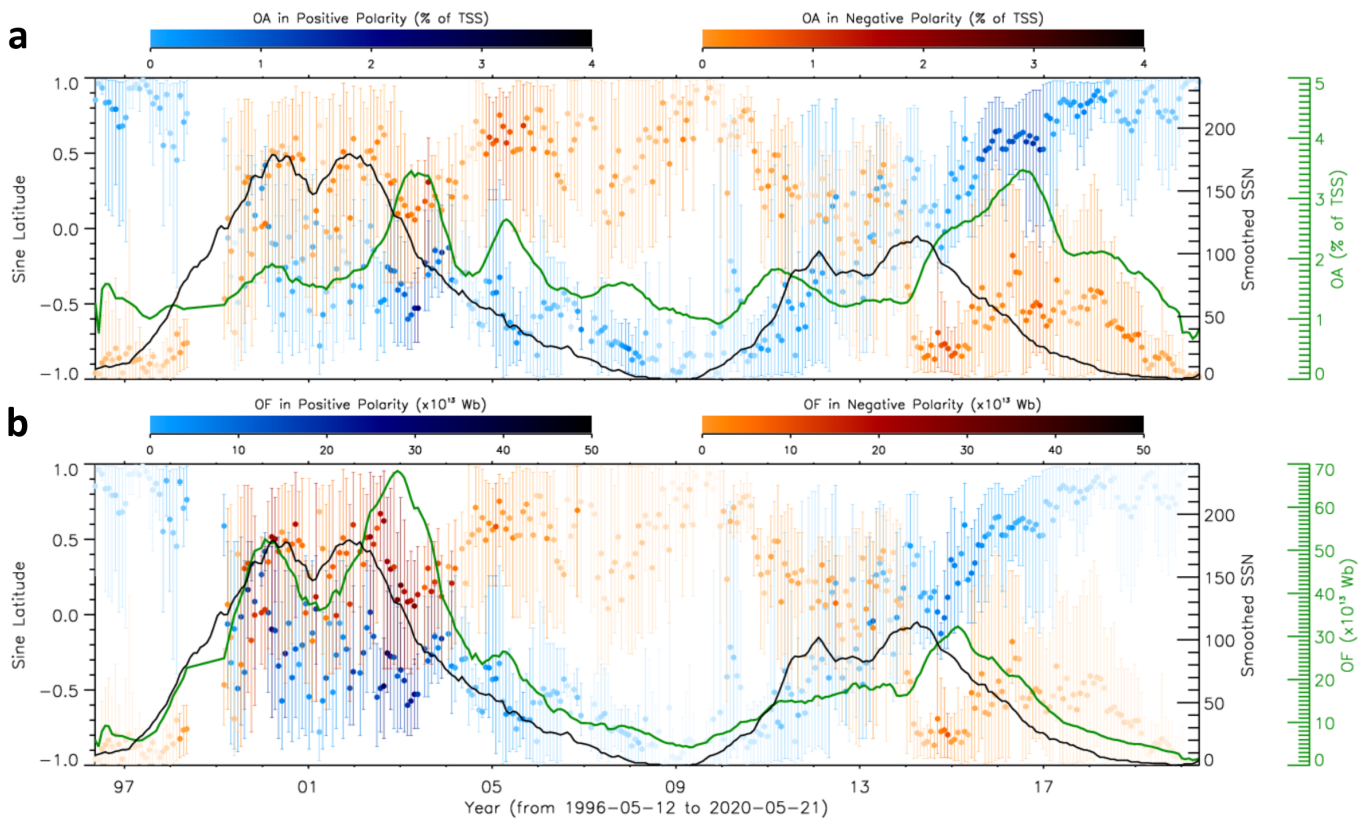 a
OA in Positive Polarity (% of TSS)
OA in Negative Polarity (% of TSS)
0 1 2 3 4
0 1 2 3 4
1.0
0.5
0.0
−0.5
−1.0
Sine Latitude
200
150
100
50
0
Smoothed SSN
5
4
3
2
1
0
OA (% of TSS)
b
OF in Positive Polarity (x10¹³ Wb)
OF in Negative Polarity (x10¹³ Wb)
0 10 20 30 40 50
0 10 20 30 40 50
1.0
0.5
0.0
−0.5
−1.0
Sine Latitude
200
150
100
50
0
Smoothed SSN
70
60
50
40
30
20
10
0
OF (x10¹³ Wb)
97 01 05 09 13 17
Year (from 1996-05-12 to 2020-05-21)